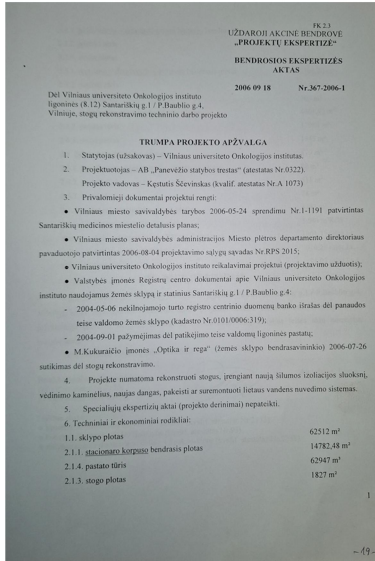 FK 2.3
UŽDAROJI AKCINĖ BENDROVĖ
„PROJEKTŲ EKSPERTIZĖ“
BENDROSIOS EKSPERTIZĖS
AKTAS
2006 09 18 Nr.367-2006-1
Dėl Vilniaus universiteto Onkologijos instituto
ligoninės (8.12) Santariškių g.1 / P.Baublio g.4,
Vilniuje, stogų rekonstravimo techninio darbo projekto
TRUMPA PROJEKTO APŽVALGA
1. Statytojas (užsakovas) – Vilniaus universiteto Onkologijos institutas.
2. Projektuotojas – AB „Panevėžio statybos trestas“ (atestatas Nr.0322).
Projekto vadovas – Kęstutis Ščevinskas (kvalif. atestatas Nr.A 1073)
3. Privalomieji dokumentai projektui rengti:
● Vilniaus miesto savivaldybės tarybos 2006-05-24 sprendimu Nr.1-1191 patvirtintas
Santariškių medicinos miestelio detalusis planas;
● Vilniaus miesto savivaldybės administracijos Miesto plėtros departamento direktoriaus
pavaduotojo patvirtintas 2006-08-04 projektavimo sąlygų sąvadas Nr.RPS 2015;
● Vilniaus universiteto Onkologijos instituto reikalavimai projektui (projektavimo užduotis);
● Valstybės įmonės Registrų centro dokumentai apie Vilniaus universiteto Onkologijos
instituto naudojamus žemės sklypą ir statinius Santariškių g.1 / P.Baublio g.4:
- 2004-05-06 nekilnojamojo turto registro centrinio duomenų banko išrašas dėl panaudos
teise valdomo žemės sklypo (kadastro Nr.0101/0006:319);
- 2004-09-01 pažymėjimas dėl patikėjimo teise valdomų ligoninės pastatų;
● M.Kukuraičio įmonės „Optika ir rega“ (žemės sklypo bendrasavininkio) 2006-07-26
sutikimas dėl stogų rekonstravimo.
4. Projekte numatoma rekonstruoti stogus, įrengiant naują šilumos izoliacijos sluoksnį,
vėdinimo kaminėlius, naujas dangas, pakeisti ar suremontuoti lietaus vandens nuvedimo sistemas.
5. Specialiųjų ekspertizių aktai (projekto derinimai) nepateikti.
6. Techniniai ir ekonominiai rodikliai:
1.1. sklypo plotas 62512 m²
2.1.1. stacionaro korpuso bendrasis plotas 14782,48 m²
2.1.4. pastato tūris 62947 m³
2.1.3. stogo plotas 1827 m²
1
-19-